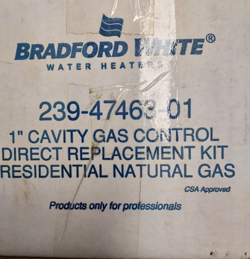 BRADFORD WHITE®
WATER HEATERS
239-47463-01
1" CAVITY GAS CONTROL
DIRECT REPLACEMENT KIT
RESIDENTIAL NATURAL GAS
CSA Approved
Products only for professionals